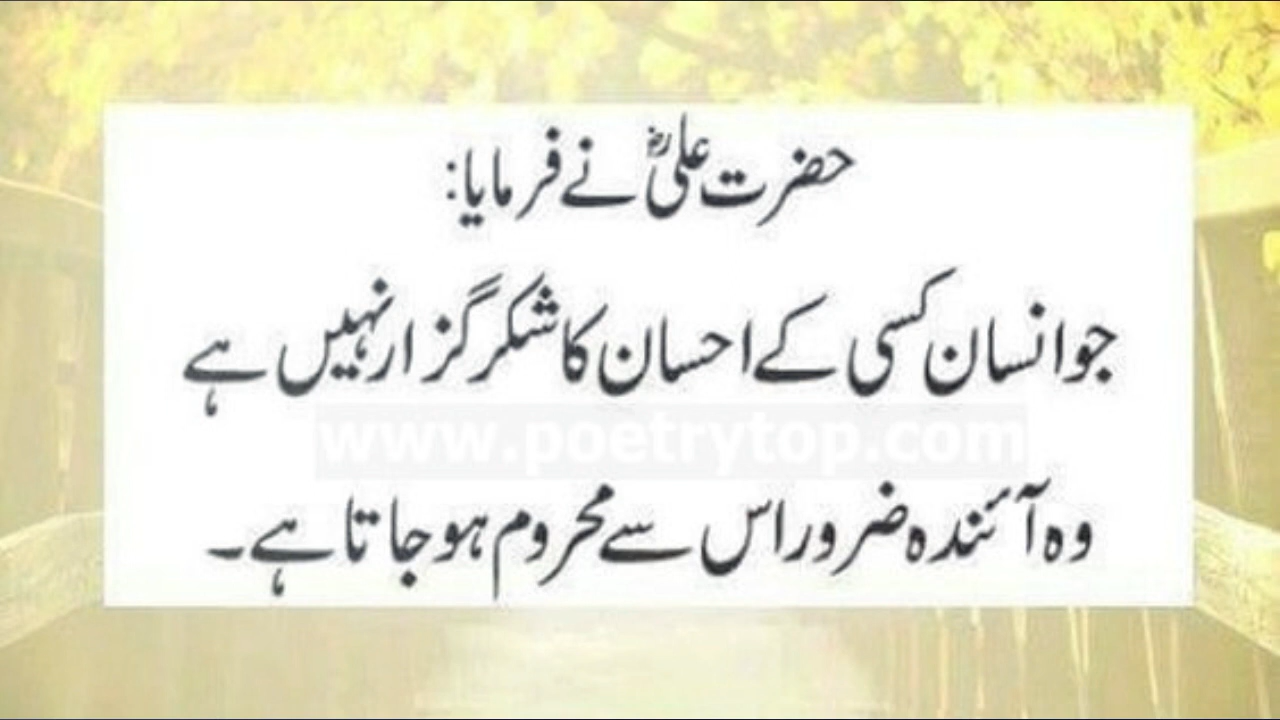 حضرت علیؓ نے فرمایا:
جو انسان کسی کے احسان کا شکر گزار نہیں ہے
www.poetrytop.com
وہ آئندہ ضرور اس سے محروم ہو جاتا ہے۔